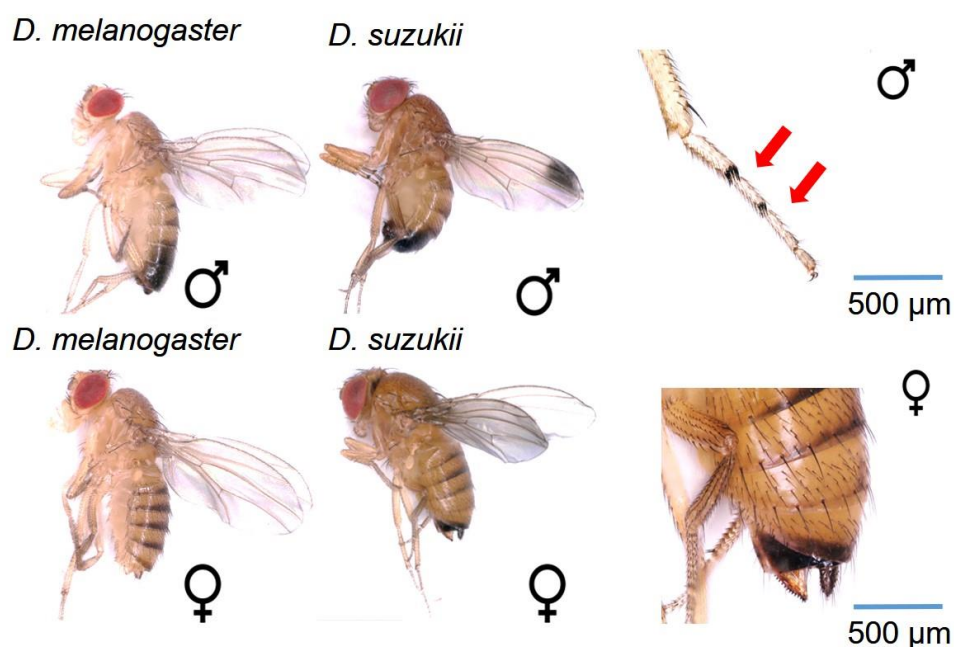 D. melanogaster
D. suzukii
♂
♂
♂
500 µm
D. melanogaster
D. suzukii
♀
♀
♀
500 µm